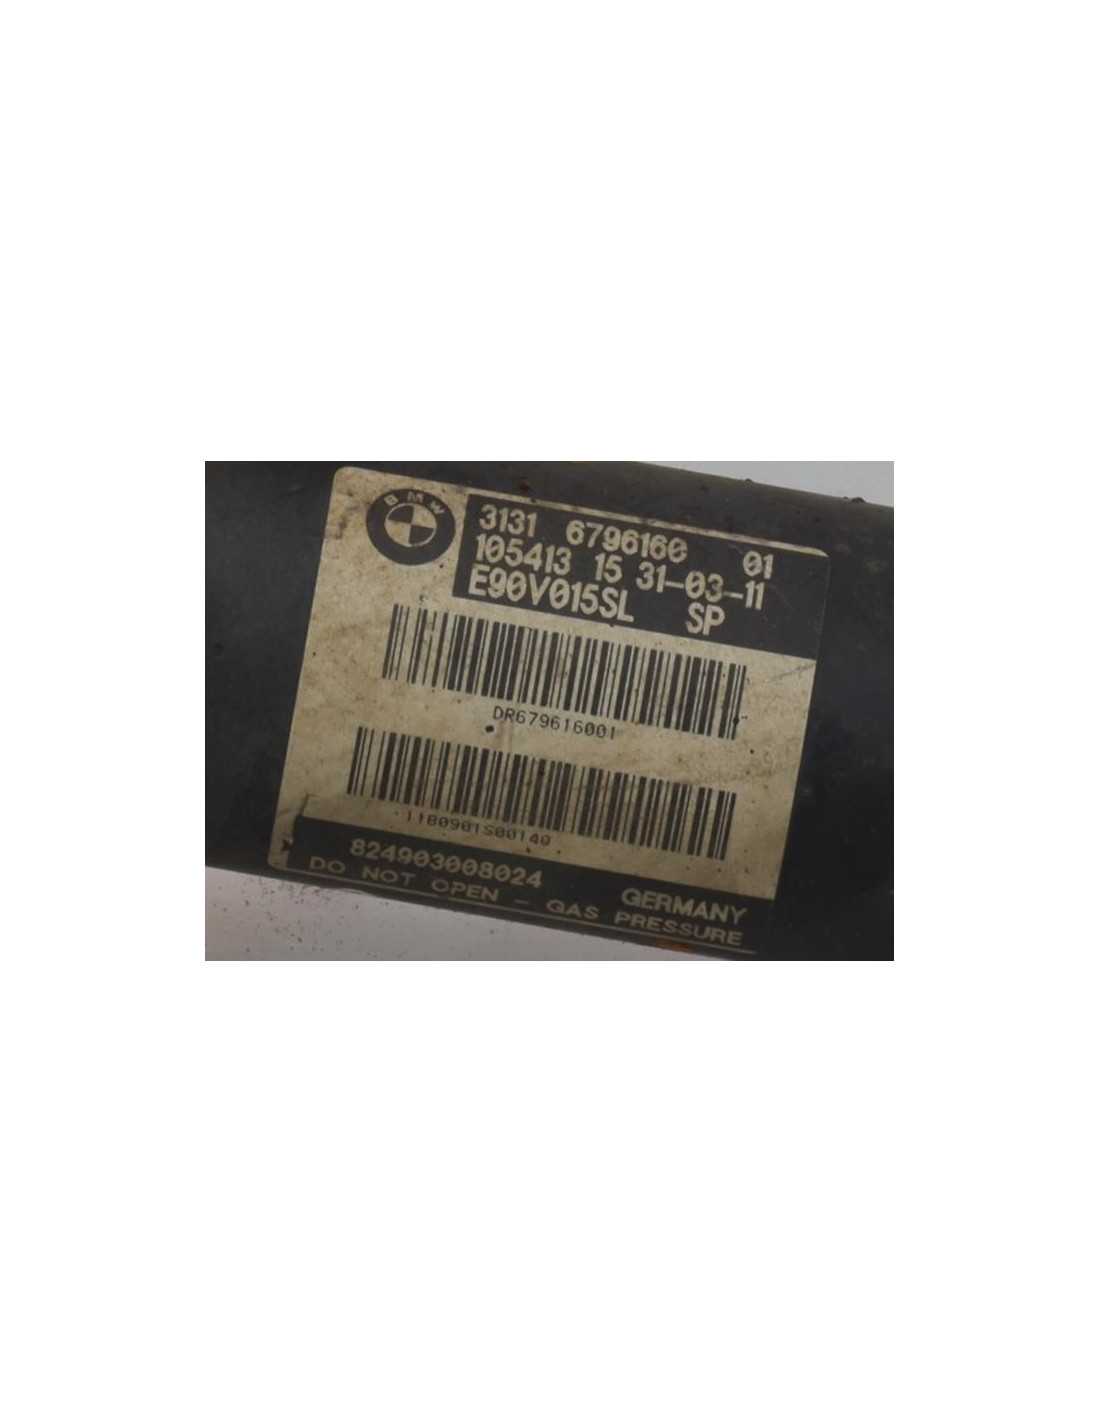 BMW
3131 6796160 01
105413 15 31-03-11
E90V015SL SP
DR679616001
1180901S00140
824903008024
GERMANY
DO NOT OPEN - GAS PRESSURE